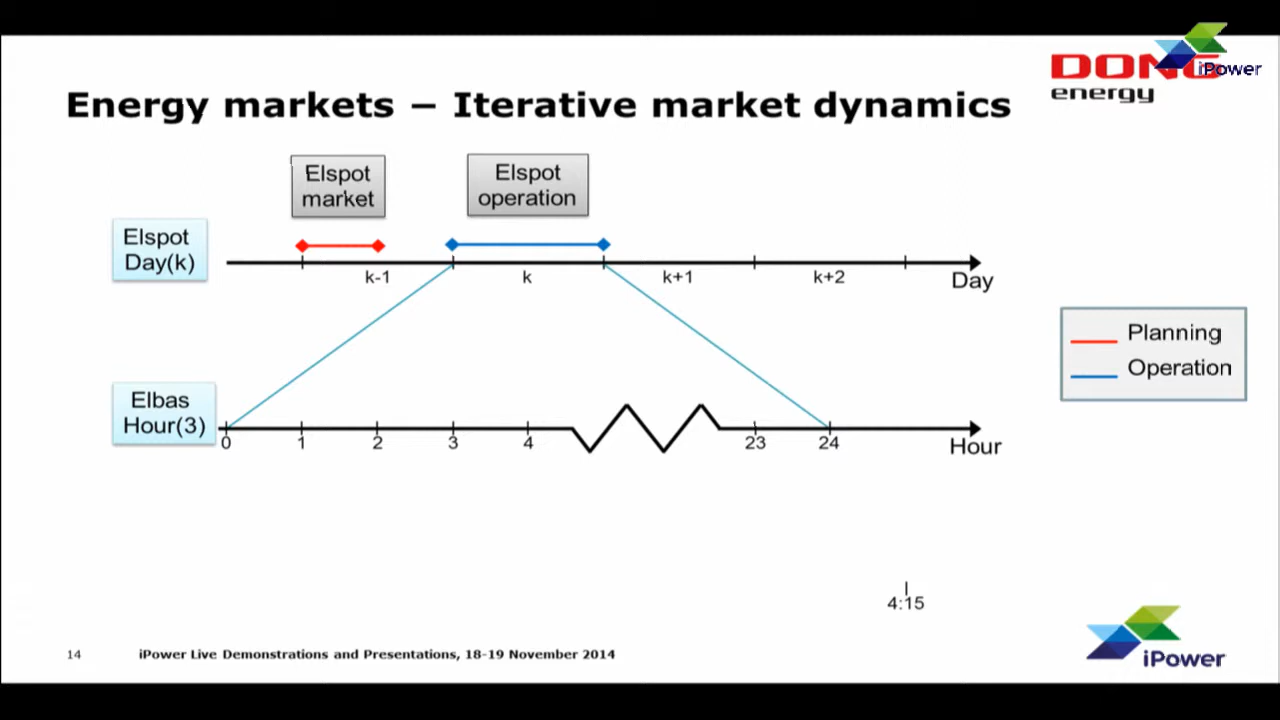 DONG
energy
iPower
Energy markets – Iterative market dynamics
Elspot
market
Elspot
operation
Elspot
Day(k)
k-1
k
k+1
k+2
Day
Planning
Operation
Elbas
Hour(3)
0
1
2
3
4
23
24
Hour
4:15
14
iPower Live Demonstrations and Presentations, 18-19 November 2014
iPower